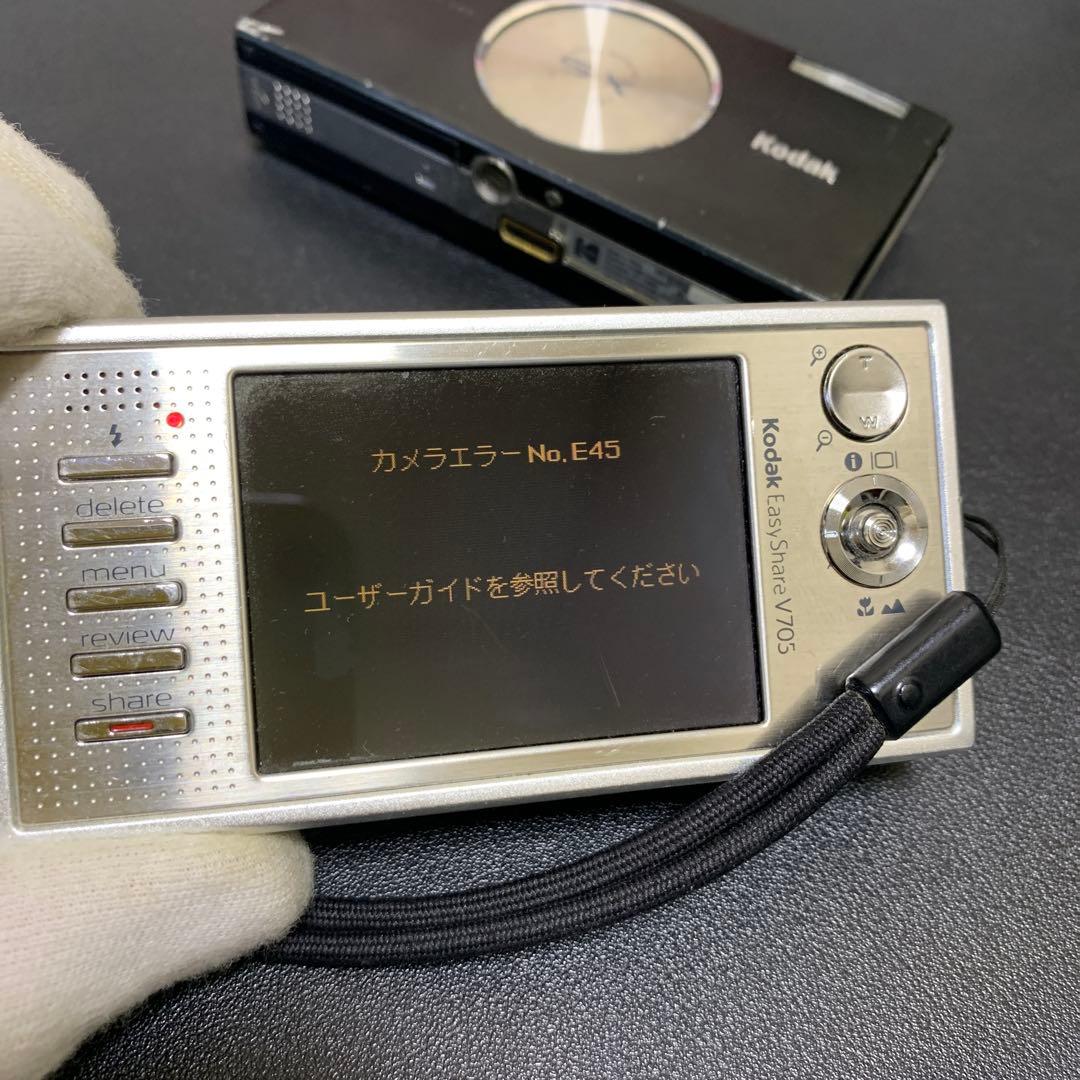 Kodak
カメラエラー No. E45
ユーザーガイドを参照してください
delete
menu
review
share
T
W
Kodak EasyShare V705